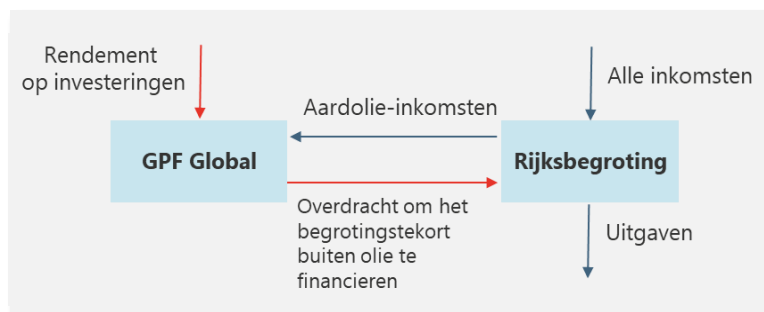 Rendement
op investeringen
Alle inkomsten
Aardolie-inkomsten
GPF Global
Rijksbegroting
Overdracht om het
begrotingstekort
buiten olie te
financieren
Uitgaven